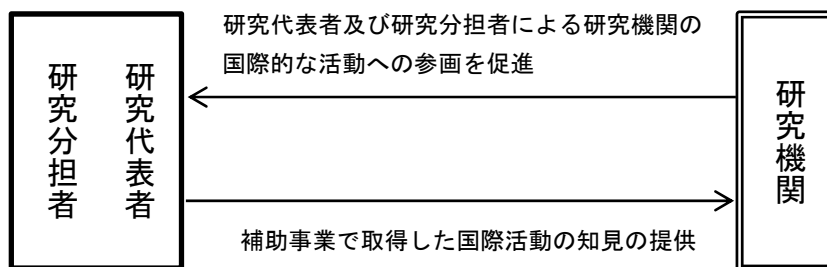 研究代表者及び研究分担者による研究機関の
国際的な活動への参画を促進
研究代表者
研究分担者
研究機関
補助事業で取得した国際活動の知見の提供